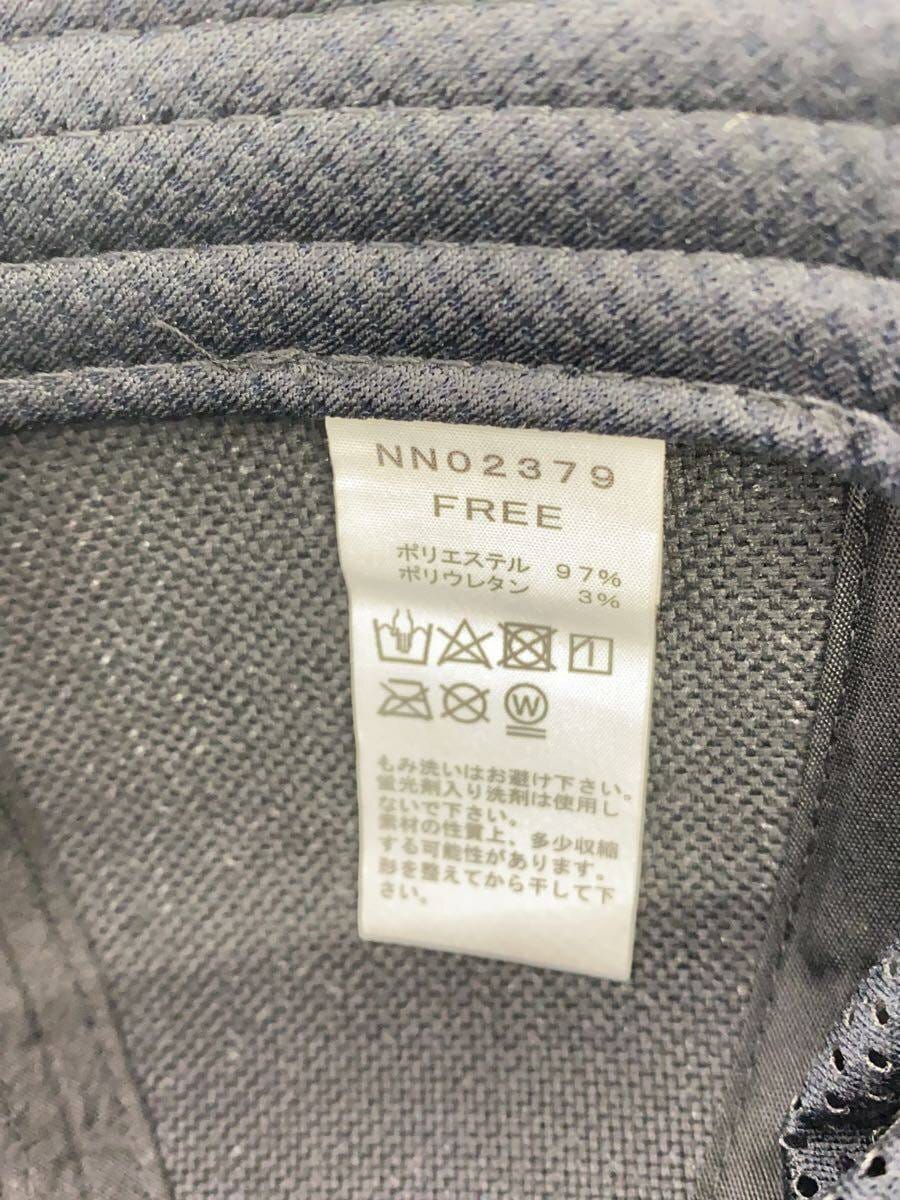 NN02379
FREE
ポリエステル 97%
ポリウレタン 3%
W
もみ洗いはお避け下さい。
蛍光剤入り洗剤は使用し
ないで下さい。
素材の性質上、多少収縮
する可能性があります。
形を整えてから干して下
さい。